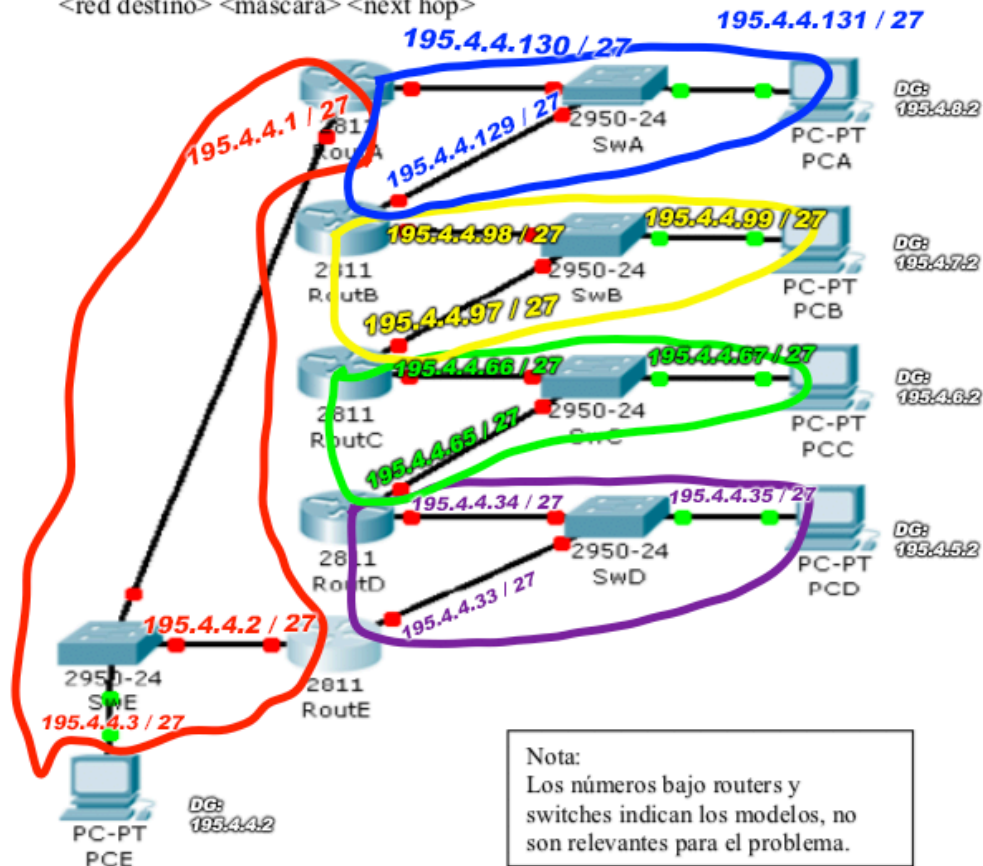 <red destino> <máscara> <next hop>
195.4.4.131 / 27
195.4.4.130 / 27
195.4.4.1 / 27
2811
RoutA
195.4.4.129 / 27
2950-24
SwA
PC-PT
PCA
DG:
195.4.8.2
195.4.4.98 / 27
195.4.4.99 / 27
2811
RoutB
2950-24
SwB
PC-PT
PCB
DG:
195.4.7.2
195.4.4.97 / 27
195.4.4.66 / 27
195.4.4.67 / 27
2811
RoutC
2950-24
SwC
PC-PT
PCC
DG:
195.4.6.2
195.4.4.65 / 27
195.4.4.34 / 27
195.4.4.35 / 27
2811
RoutD
2950-24
SwD
PC-PT
PCD
DG:
195.4.5.2
195.4.4.33 / 27
195.4.4.2 / 27
2950-24
SwE
2811
RoutE
195.4.4.3 / 27
PC-PT
PCE
DG:
195.4.4.2
Nota:
Los números bajo routers y
switches indican los modelos, no
son relevantes para el problema.